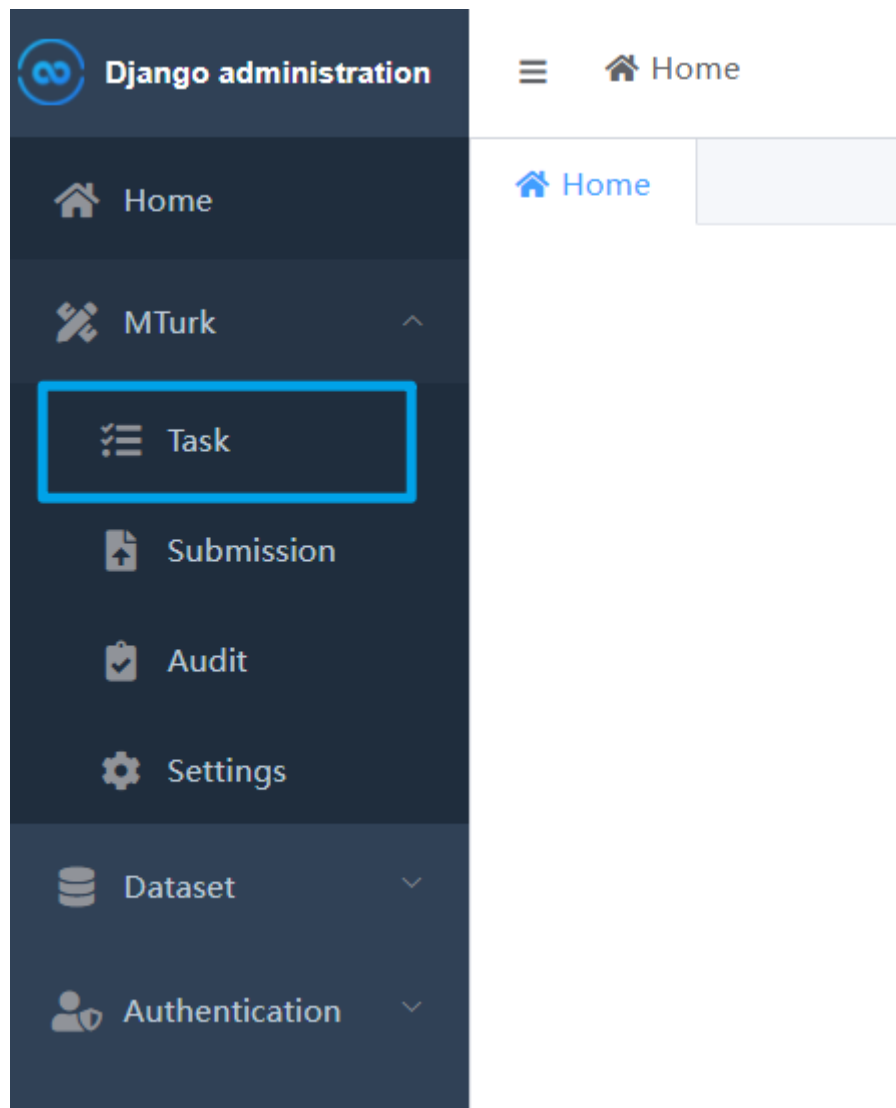 Django administration
Home
Home
Home
MTurk
Task
Submission
Audit
Settings
Dataset
Authentication